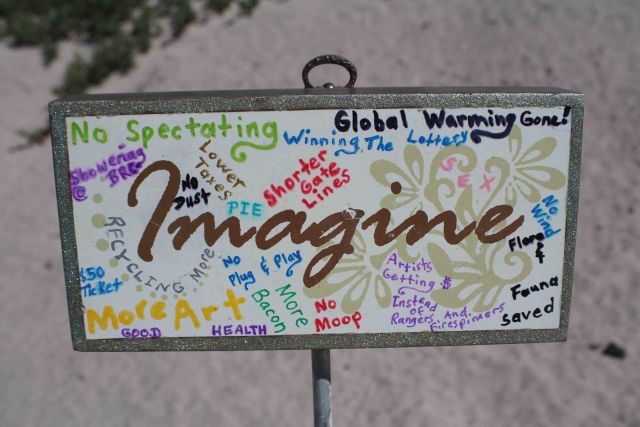 Global Warming Gone!
No Spectating
Winning The Lottery
Showering
@ BRC
Lower
Taxes
Shorter
Gate
Lines
SEX
No
Dust
PIE
No
Wind
Imagine
RECYCLING More
No
Plug & Play
Flora
&
Fauna
Saved
$50
Ticket
Artists
Getting $
Instead
of
Rangers And
Firespinners
More Art
More
Bacon
No
Moop
GOOD HEALTH